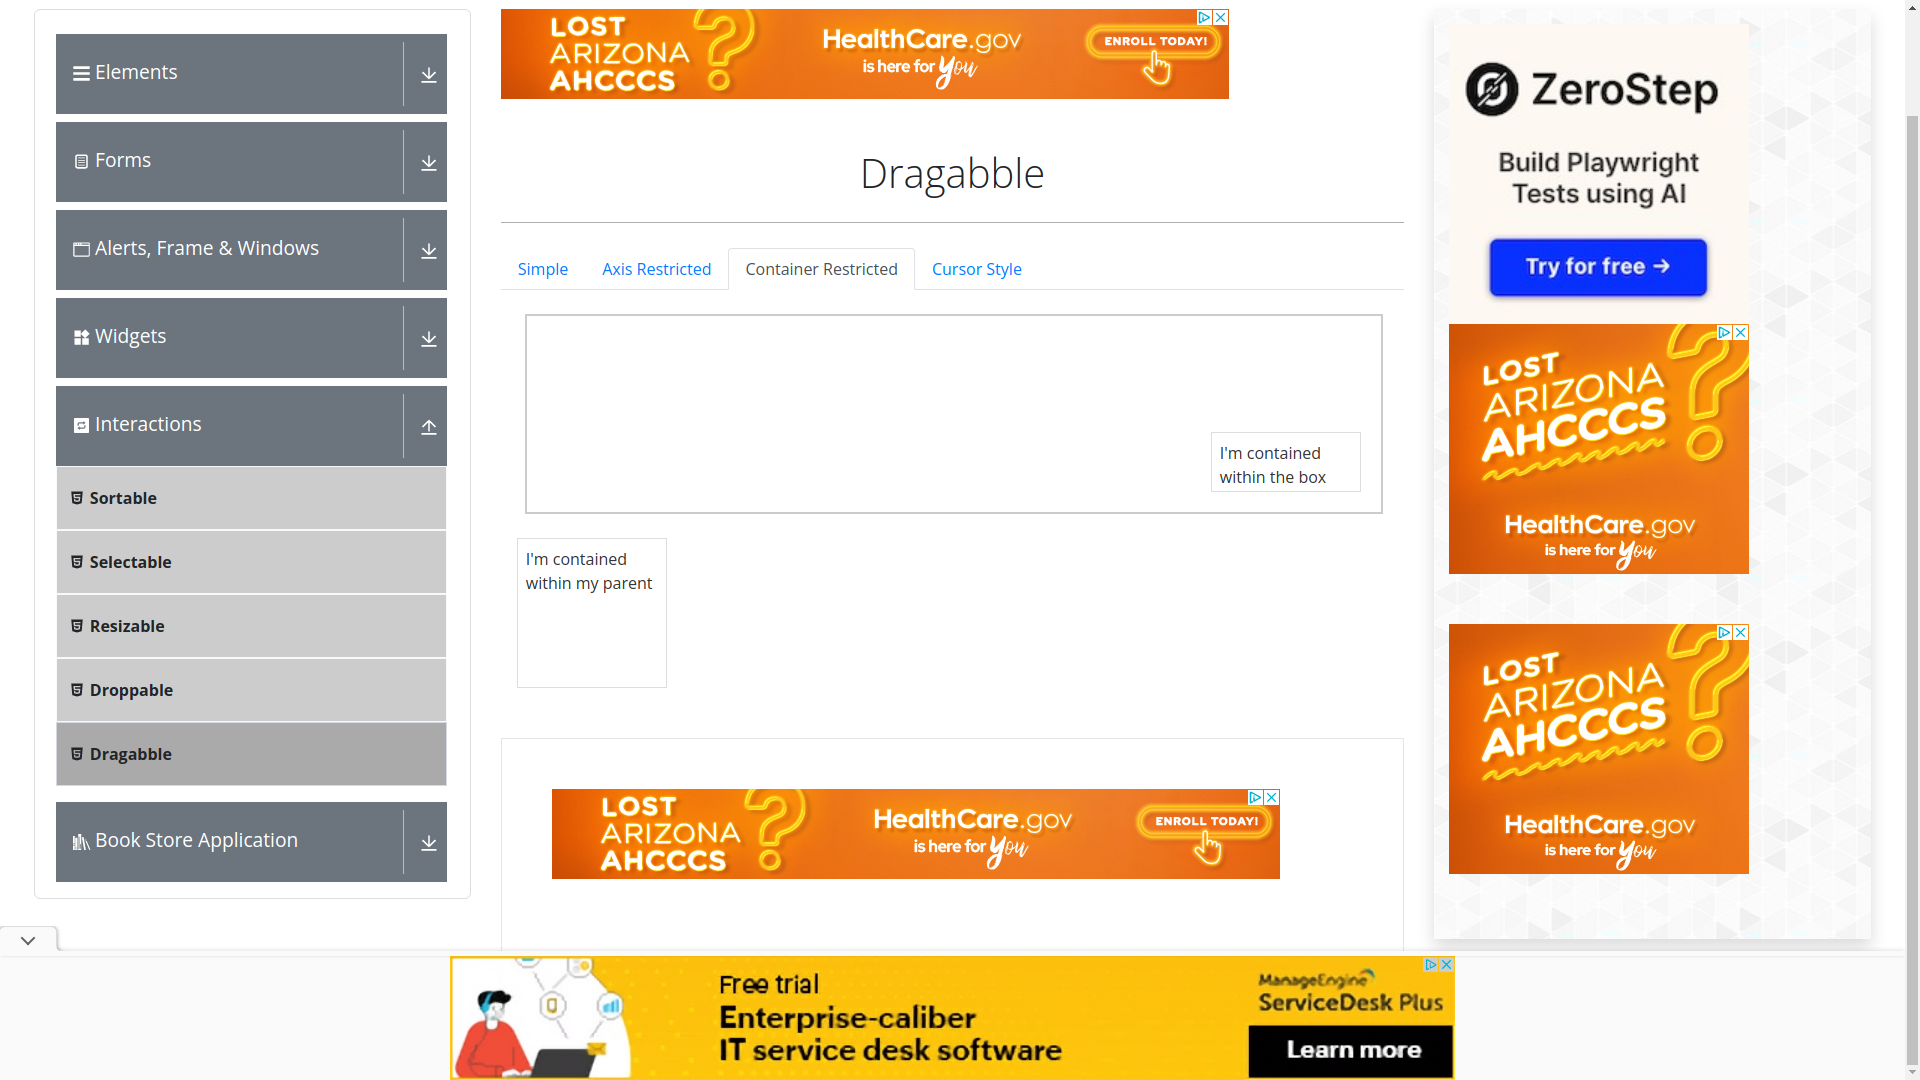 Elements
Forms
Alerts, Frame & Windows
Widgets
Interactions
Sortable
Selectable
Resizable
Droppable
Dragabble
Book Store Application
LOST
ARIZONA
AHCCCS
?
HealthCare.gov
is here for You
ENROLL TODAY!
Dragabble
Simple
Axis Restricted
Container Restricted
Cursor Style
I'm contained
within the box
I'm contained
within my parent
LOST
ARIZONA
AHCCCS
?
HealthCare.gov
is here for You
ENROLL TODAY!
ZeroStep
Build Playwright
Tests using AI
Try for free →
LOST
ARIZONA
AHCCCS
?
HealthCare.gov
is here for You
LOST
ARIZONA
AHCCCS
?
HealthCare.gov
is here for You
Free trial
Enterprise-caliber
IT service desk software
ManageEngine
ServiceDesk Plus
Learn more